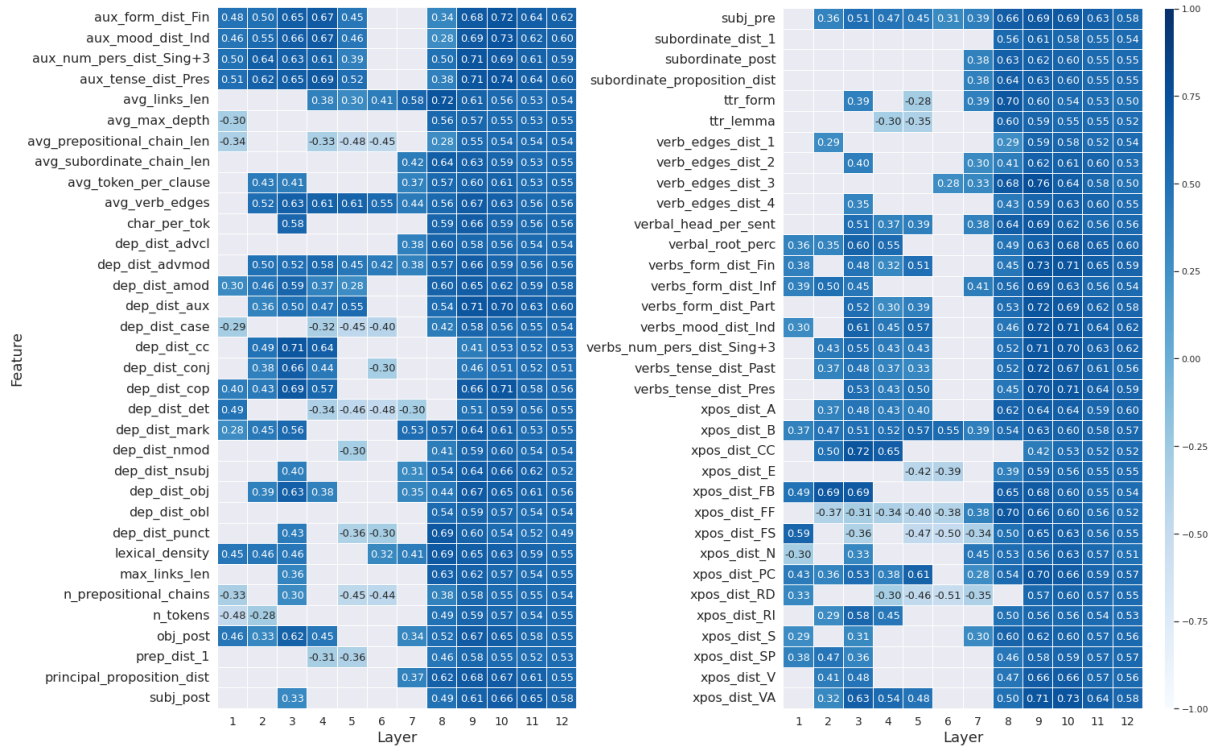 aux_form_dist_Fin 0.48 0.50 0.65 0.67 0.45 0.34 0.68 0.72 0.64 0.62
aux_mood_dist_Ind 0.46 0.55 0.66 0.67 0.46 0.28 0.69 0.73 0.62 0.60
aux_num_pers_dist_Sing+3 0.50 0.64 0.63 0.61 0.39 0.50 0.71 0.69 0.61 0.59
aux_tense_dist_Pres 0.51 0.62 0.65 0.69 0.52 0.38 0.71 0.74 0.64 0.60
avg_links_len 0.38 0.30 0.41 0.58 0.72 0.61 0.56 0.53 0.54
avg_max_depth -0.30 0.56 0.57 0.55 0.53 0.55
avg_prepositional_chain_len -0.34 -0.33 -0.48 -0.45 0.28 0.55 0.54 0.54 0.54
avg_subordinate_chain_len 0.42 0.64 0.63 0.59 0.53 0.55
avg_token_per_clause 0.43 0.41 0.37 0.57 0.60 0.61 0.53 0.55
avg_verb_edges 0.52 0.63 0.61 0.61 0.55 0.44 0.56 0.67 0.63 0.56 0.56
char_per_tok 0.58 0.59 0.66 0.59 0.56 0.56
dep_dist_advcl 0.38 0.60 0.58 0.56 0.54 0.54
dep_dist_advmod 0.50 0.52 0.58 0.45 0.42 0.38 0.57 0.66 0.59 0.56 0.56
dep_dist_amod 0.30 0.46 0.59 0.37 0.28 0.60 0.65 0.62 0.59 0.58
dep_dist_aux 0.36 0.50 0.47 0.55 0.54 0.71 0.70 0.63 0.60
dep_dist_case -0.29 -0.32 -0.45 -0.40 0.42 0.58 0.56 0.55 0.54
dep_dist_cc 0.49 0.71 0.64 0.41 0.53 0.52 0.53
dep_dist_conj 0.38 0.66 0.44 -0.30 0.46 0.51 0.52 0.51
dep_dist_cop 0.40 0.43 0.69 0.57 0.66 0.71 0.58 0.56
dep_dist_det 0.49 -0.34 -0.46 -0.48 -0.30 0.51 0.59 0.56 0.55
dep_dist_mark 0.28 0.45 0.56 0.53 0.57 0.64 0.61 0.53 0.55
dep_dist_nmod -0.30 0.41 0.59 0.60 0.54 0.55
dep_dist_nsubj 0.40 0.31 0.54 0.64 0.66 0.62 0.52
dep_dist_obj 0.39 0.63 0.38 0.35 0.44 0.67 0.65 0.61 0.56
dep_dist_obl 0.54 0.59 0.57 0.54 0.54
dep_dist_punct 0.43 -0.36 -0.30 0.69 0.60 0.54 0.52 0.49
lexical_density 0.45 0.46 0.46 0.32 0.41 0.69 0.65 0.63 0.59 0.55
max_links_len 0.36 0.63 0.62 0.57 0.54 0.55
n_prepositional_chains -0.33 0.30 -0.45 -0.44 0.38 0.58 0.55 0.55 0.54
n_tokens -0.48 -0.28 0.49 0.59 0.57 0.54 0.55
obj_post 0.46 0.33 0.62 0.45 0.34 0.52 0.67 0.65 0.58 0.55
prep_dist_1 -0.31 -0.36 0.46 0.58 0.55 0.52 0.53
principal_proposition_dist 0.37 0.62 0.68 0.67 0.61 0.55
subj_post 0.33 0.49 0.61 0.66 0.65 0.58
1 2 3 4 5 6 7 8 9 10 11 12
Layer
Feature
subj_pre 0.36 0.51 0.47 0.45 0.31 0.39 0.66 0.69 0.69 0.63 0.58
subordinate_dist_1 0.56 0.61 0.58 0.55 0.54
subordinate_post 0.38 0.63 0.62 0.60 0.55 0.55
subordinate_proposition_dist 0.38 0.64 0.63 0.60 0.55 0.55
ttr_form 0.39 -0.28 0.39 0.70 0.60 0.54 0.53 0.50
ttr_lemma -0.30 -0.35 0.60 0.59 0.55 0.55 0.52
verb_edges_dist_1 0.29 0.29 0.59 0.58 0.52 0.54
verb_edges_dist_2 0.40 0.30 0.41 0.62 0.61 0.60 0.53
verb_edges_dist_3 0.28 0.33 0.68 0.76 0.64 0.58 0.50
verb_edges_dist_4 0.35 0.43 0.59 0.63 0.60 0.55
verbal_head_per_sent 0.51 0.37 0.39 0.38 0.64 0.69 0.62 0.56 0.56
verbal_root_perc 0.36 0.35 0.60 0.55 0.49 0.63 0.68 0.65 0.60
verbs_form_dist_Fin 0.38 0.48 0.32 0.51 0.45 0.73 0.71 0.65 0.59
verbs_form_dist_Inf 0.39 0.50 0.45 0.41 0.56 0.69 0.63 0.56 0.54
verbs_form_dist_Part 0.52 0.30 0.39 0.53 0.72 0.69 0.62 0.58
verbs_mood_dist_Ind 0.30 0.61 0.45 0.57 0.46 0.72 0.71 0.64 0.62
verbs_num_pers_dist_Sing+3 0.43 0.55 0.43 0.43 0.52 0.71 0.70 0.63 0.62
verbs_tense_dist_Past 0.37 0.48 0.37 0.33 0.52 0.72 0.67 0.61 0.56
verbs_tense_dist_Pres 0.53 0.43 0.50 0.45 0.70 0.71 0.64 0.59
xpos_dist_A 0.37 0.48 0.43 0.40 0.62 0.64 0.64 0.59 0.60
xpos_dist_B 0.37 0.47 0.51 0.52 0.57 0.55 0.39 0.54 0.63 0.60 0.58 0.57
xpos_dist_CC 0.50 0.72 0.65 0.42 0.53 0.52 0.52
xpos_dist_E -0.42 -0.39 0.39 0.59 0.56 0.55 0.55
xpos_dist_FB 0.49 0.69 0.69 0.65 0.68 0.60 0.55 0.54
xpos_dist_FF -0.37 -0.31 -0.34 -0.40 -0.38 0.38 0.70 0.66 0.60 0.56 0.52
xpos_dist_FS 0.59 -0.36 -0.47 -0.50 -0.34 0.50 0.65 0.63 0.56 0.55
xpos_dist_N -0.30 0.33 0.45 0.53 0.56 0.63 0.57 0.51
xpos_dist_PC 0.43 0.36 0.53 0.38 0.61 0.28 0.54 0.70 0.66 0.59 0.57
xpos_dist_RD 0.33 -0.30 -0.46 -0.51 -0.35 0.57 0.60 0.57 0.55
xpos_dist_RI 0.29 0.58 0.45 0.50 0.56 0.56 0.54 0.53
xpos_dist_S 0.29 0.31 0.30 0.60 0.62 0.60 0.57 0.56
xpos_dist_SP 0.38 0.47 0.36 0.46 0.58 0.59 0.57 0.57
xpos_dist_V 0.41 0.48 0.47 0.66 0.66 0.57 0.56
xpos_dist_VA 0.32 0.63 0.54 0.48 0.50 0.71 0.73 0.64 0.58
1 2 3 4 5 6 7 8 9 10 11 12
Layer
1.00
0.75
0.50
0.25
0.00
-0.25
-0.50
-0.75
-1.00